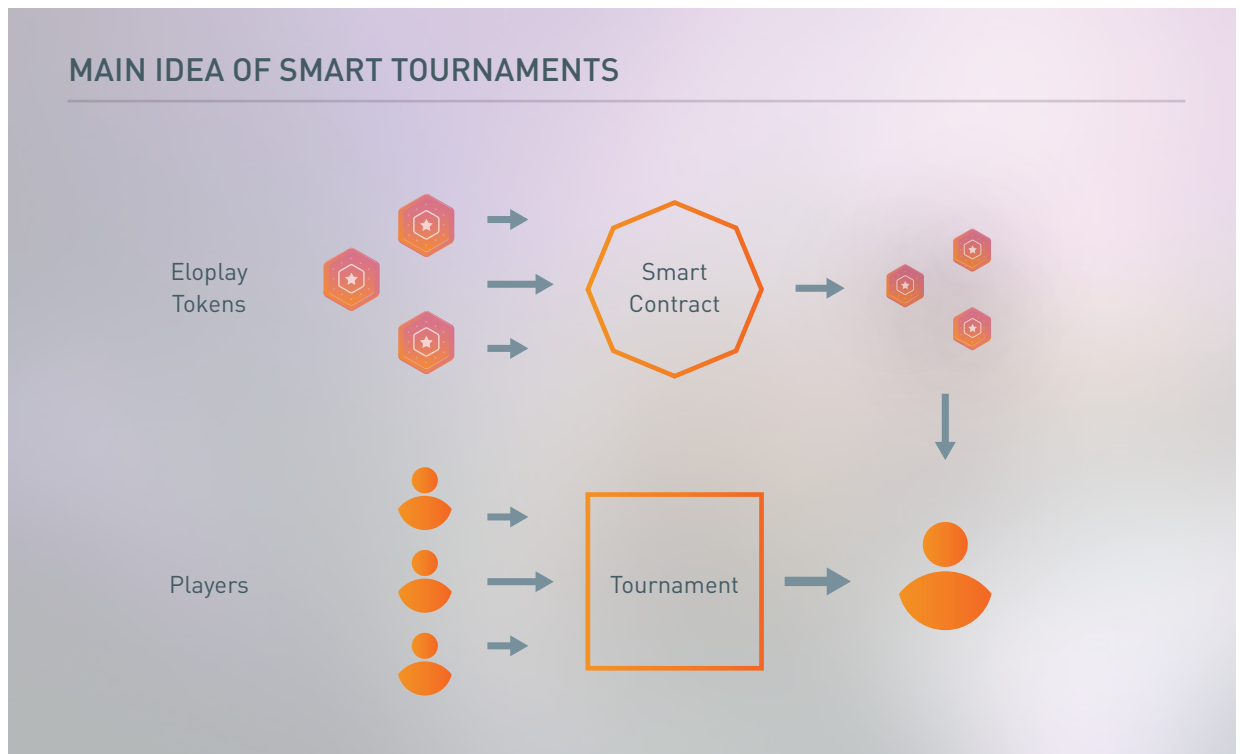 MAIN IDEA OF SMART TOURNAMENTS
Eloplay
Tokens
Smart
Contract
Players
Tournament